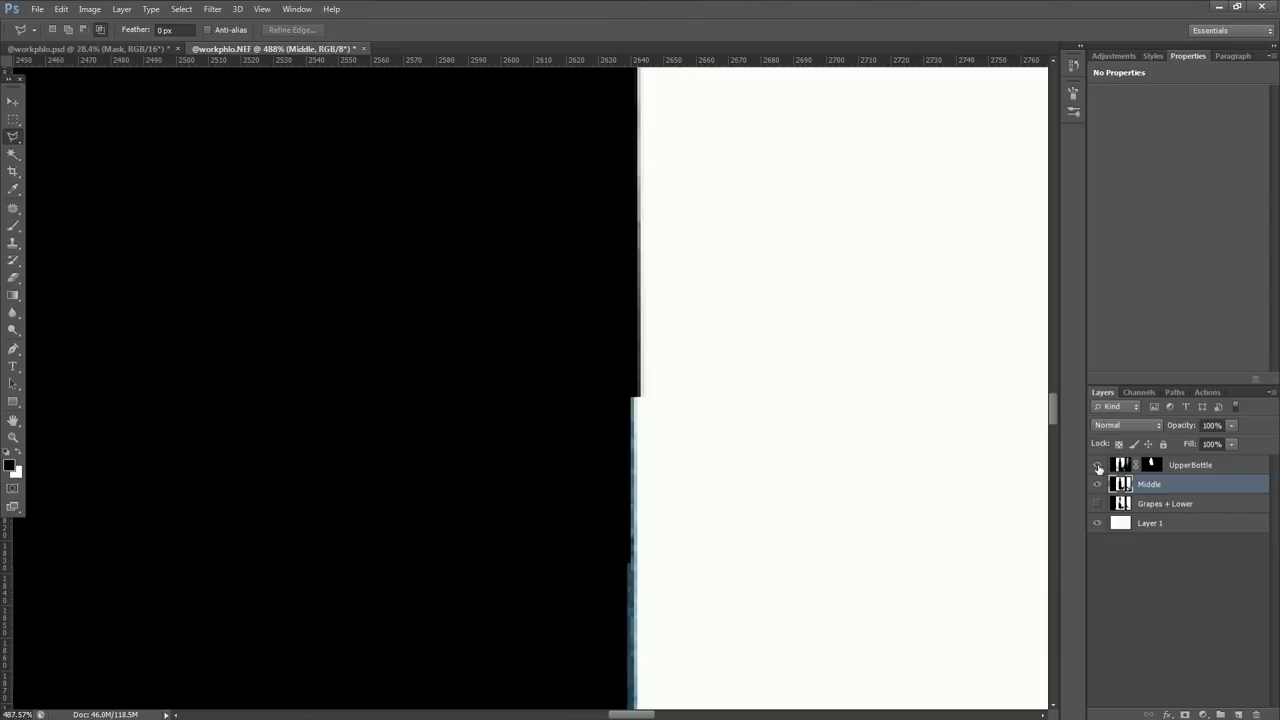 Ps File Edit Image Layer Type Select Filter 3D View Window Help
Feather: 0 px Anti-alias Refine Edge... Essentials
@workphlo.psd @ 28.4% (Mask, RGB/16*) * × @workphlo.NEF @ 488% (Middle, RGB/8*) * ×
2450 2460 2470 2480 2490 2500 2510 2520 2530 2540 2550 2560 2570 2580 2590 2600 2610 2620 2630 2640 2650 2660 2670 2680 2690 2700 2710 2720 2730 2740 2750 2760
Adjustments Styles Properties Paragraph
No Properties
Layers Channels Paths Actions
Kind
Normal Opacity: 100%
Lock: Fill: 100%
UpperBottle
Middle
Grapes + Lower
Layer 1
487.57% Doc: 46.0M/118.5M